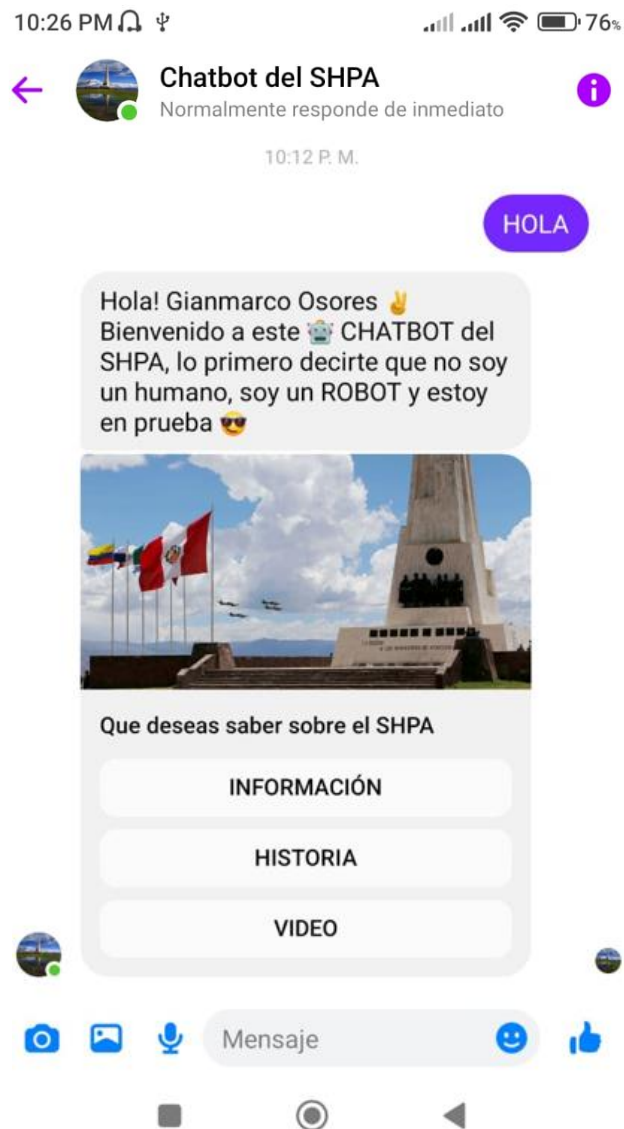 10:26 PM
76%
Chatbot del SHPA
Normalmente responde de inmediato
10:12 P. M.
HOLA
Hola! Gianmarco Osores ✌️
Bienvenido a este 🤖 CHATBOT del
SHPA, lo primero decirte que no soy
un humano, soy un ROBOT y estoy
en prueba 😎
Que deseas saber sobre el SHPA
INFORMACIÓN
HISTORIA
VIDEO
Mensaje